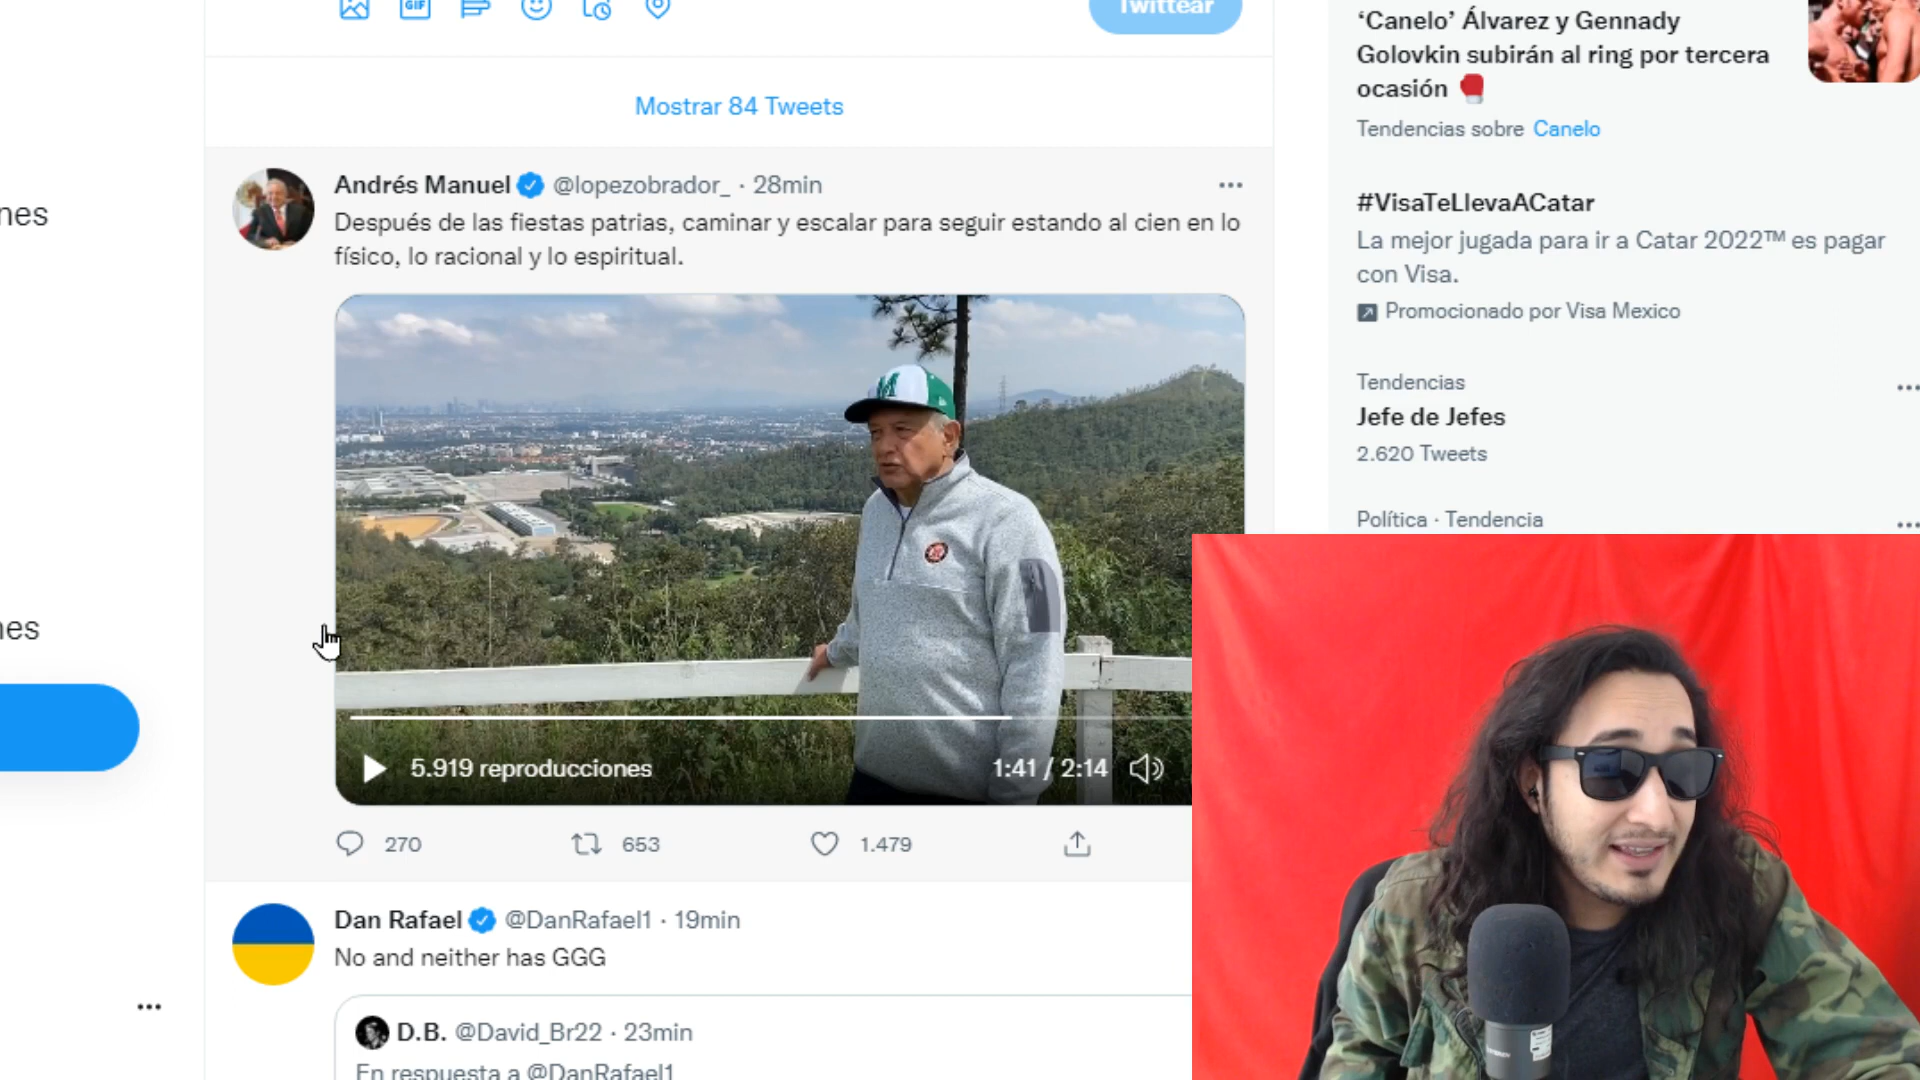 GIF
Twittear
Mostrar 84 Tweets
Andrés Manuel @lopezobrador_ · 28min
Después de las fiestas patrias, caminar y escalar para seguir estando al cien en lo
físico, lo racional y lo espiritual.
M
5.919 reproducciones
1:41 / 2:14
270
653
1.479
Dan Rafael @DanRafael1 · 19min
No and neither has GGG
D.B. @David_Br22 · 23min
En respuesta a @DanRafael1
nes
nes
‘Canelo’ Álvarez y Gennady
Golovkin subirán al ring por tercera
ocasión
Tendencias sobre Canelo
#VisaTeLlevaACatar
La mejor jugada para ir a Catar 2022™ es pagar
con Visa.
Promocionado por Visa Mexico
Tendencias
Jefe de Jefes
2.620 Tweets
Política · Tendencia